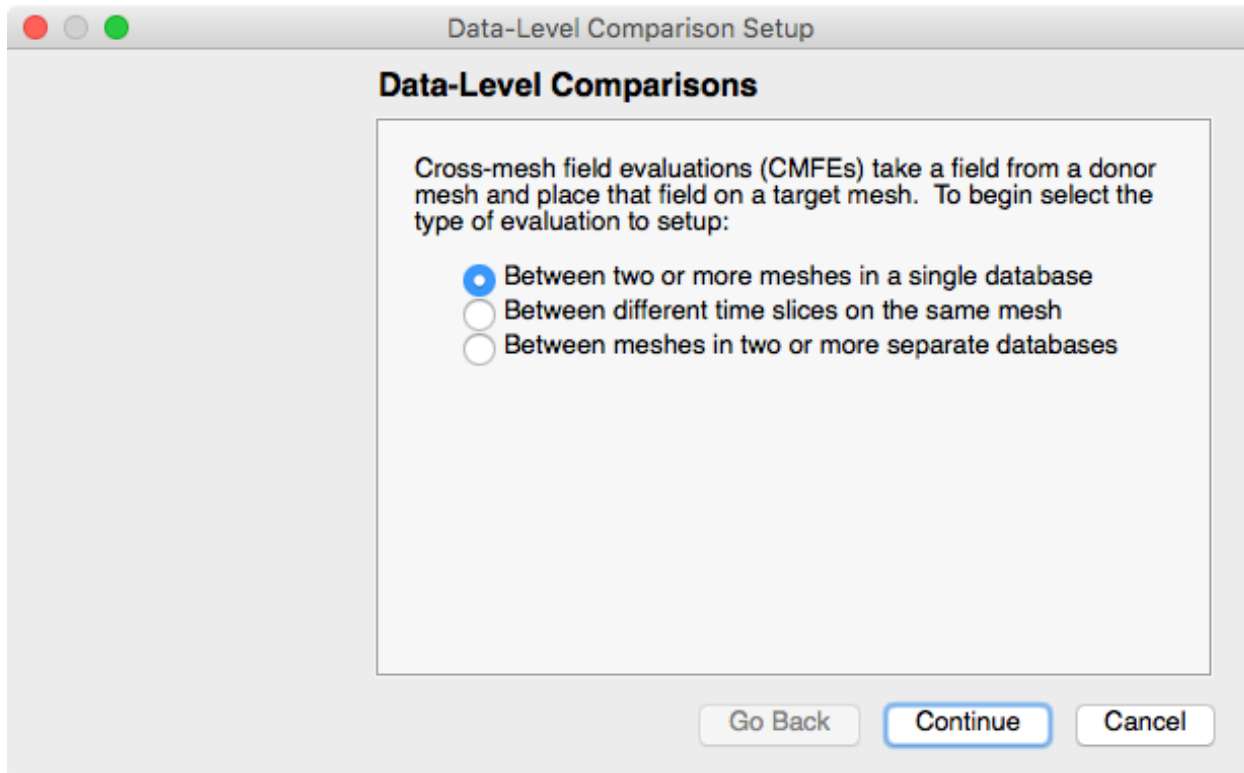 Data-Level Comparison Setup
Data-Level Comparisons
Cross-mesh field evaluations (CMFEs) take a field from a donor
mesh and place that field on a target mesh.  To begin select the
type of evaluation to setup:
Between two or more meshes in a single database
Between different time slices on the same mesh
Between meshes in two or more separate databases
Go Back
Continue
Cancel